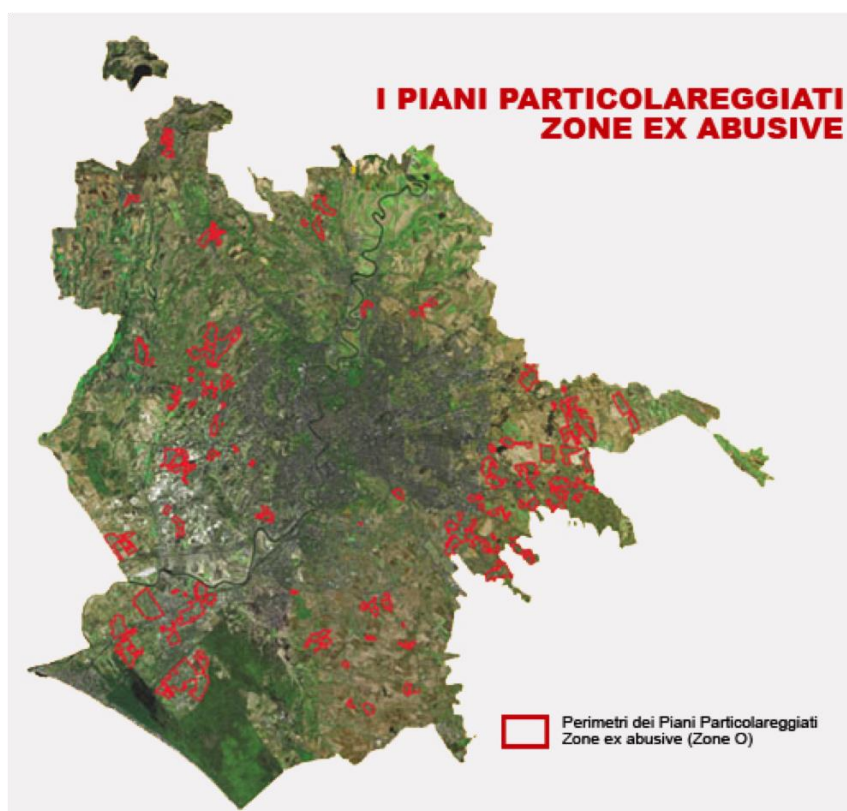 I PIANI PARTICOLAREGGIATI
ZONE EX ABUSIVE
Perimetri dei Piani Particolareggiati
Zone ex abusive (Zone O)